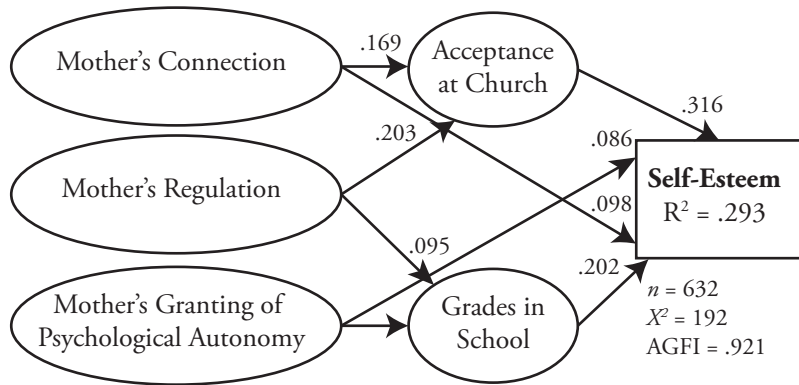 Mother's Connection
.169
Acceptance
at Church
.316
.203
.086
Mother's Regulation
Self-Esteem
R² = .293
.098
.095
.202
Mother's Granting of
Psychological Autonomy
Grades in
School
n = 632
X² = 192
AGFI = .921